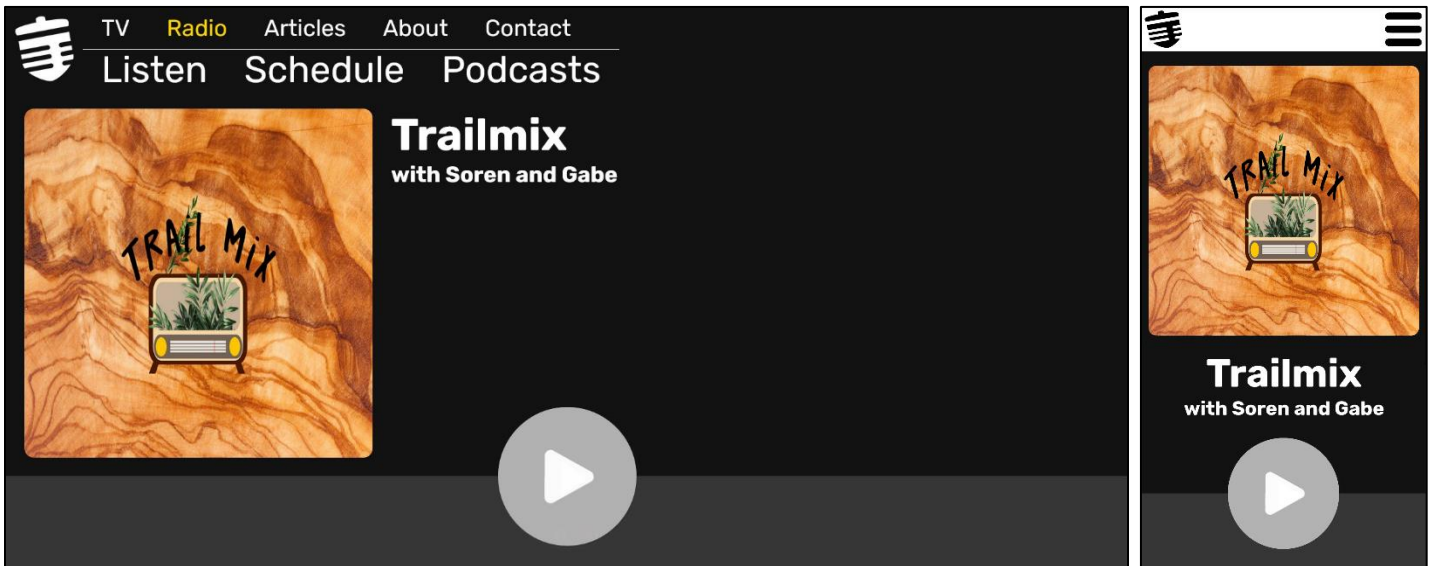 TV Radio Articles About Contact
Listen Schedule Podcasts
TRAIL MIX
Trailmix
with Soren and Gabe
TRAIL MIX
Trailmix
with Soren and Gabe